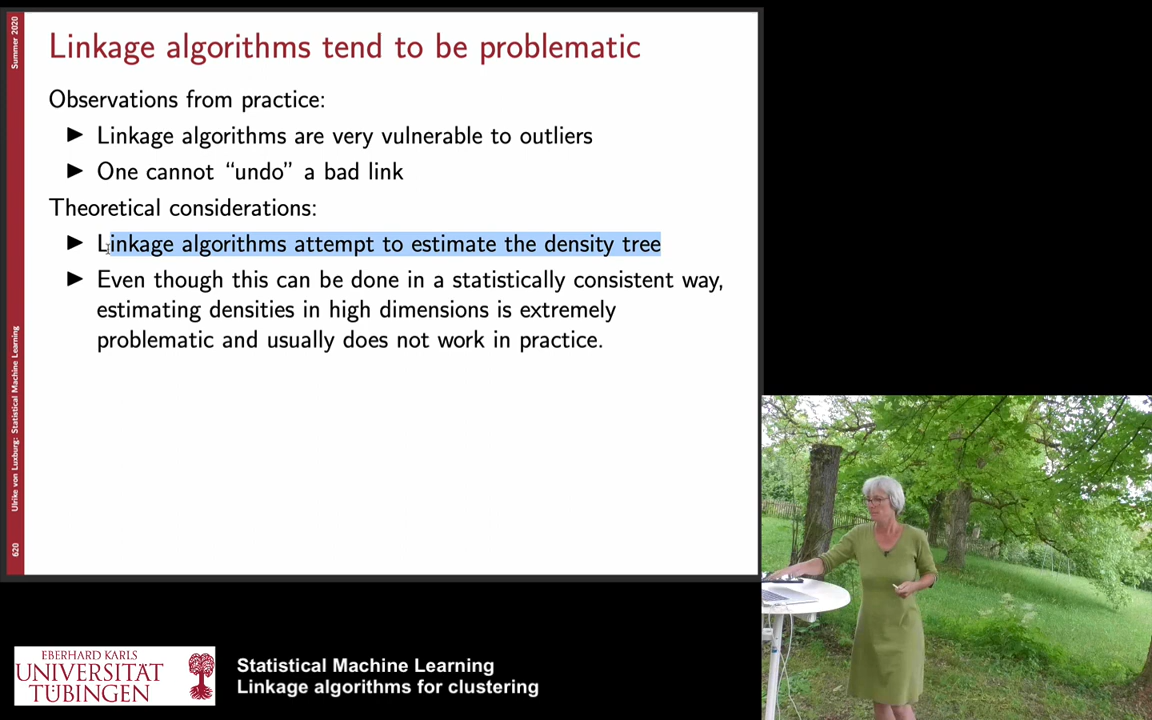 Linkage algorithms tend to be problematic
Observations from practice:
► Linkage algorithms are very vulnerable to outliers
► One cannot “undo” a bad link
Theoretical considerations:
► Linkage algorithms attempt to estimate the density tree
► Even though this can be done in a statistically consistent way,
estimating densities in high dimensions is extremely
problematic and usually does not work in practice.
Summer 2020
Ulrike von Luxburg: Statistical Machine Learning
620
EBERHARD KARLS
UNIVERSITÄT
TÜBINGEN
Statistical Machine Learning
Linkage algorithms for clustering